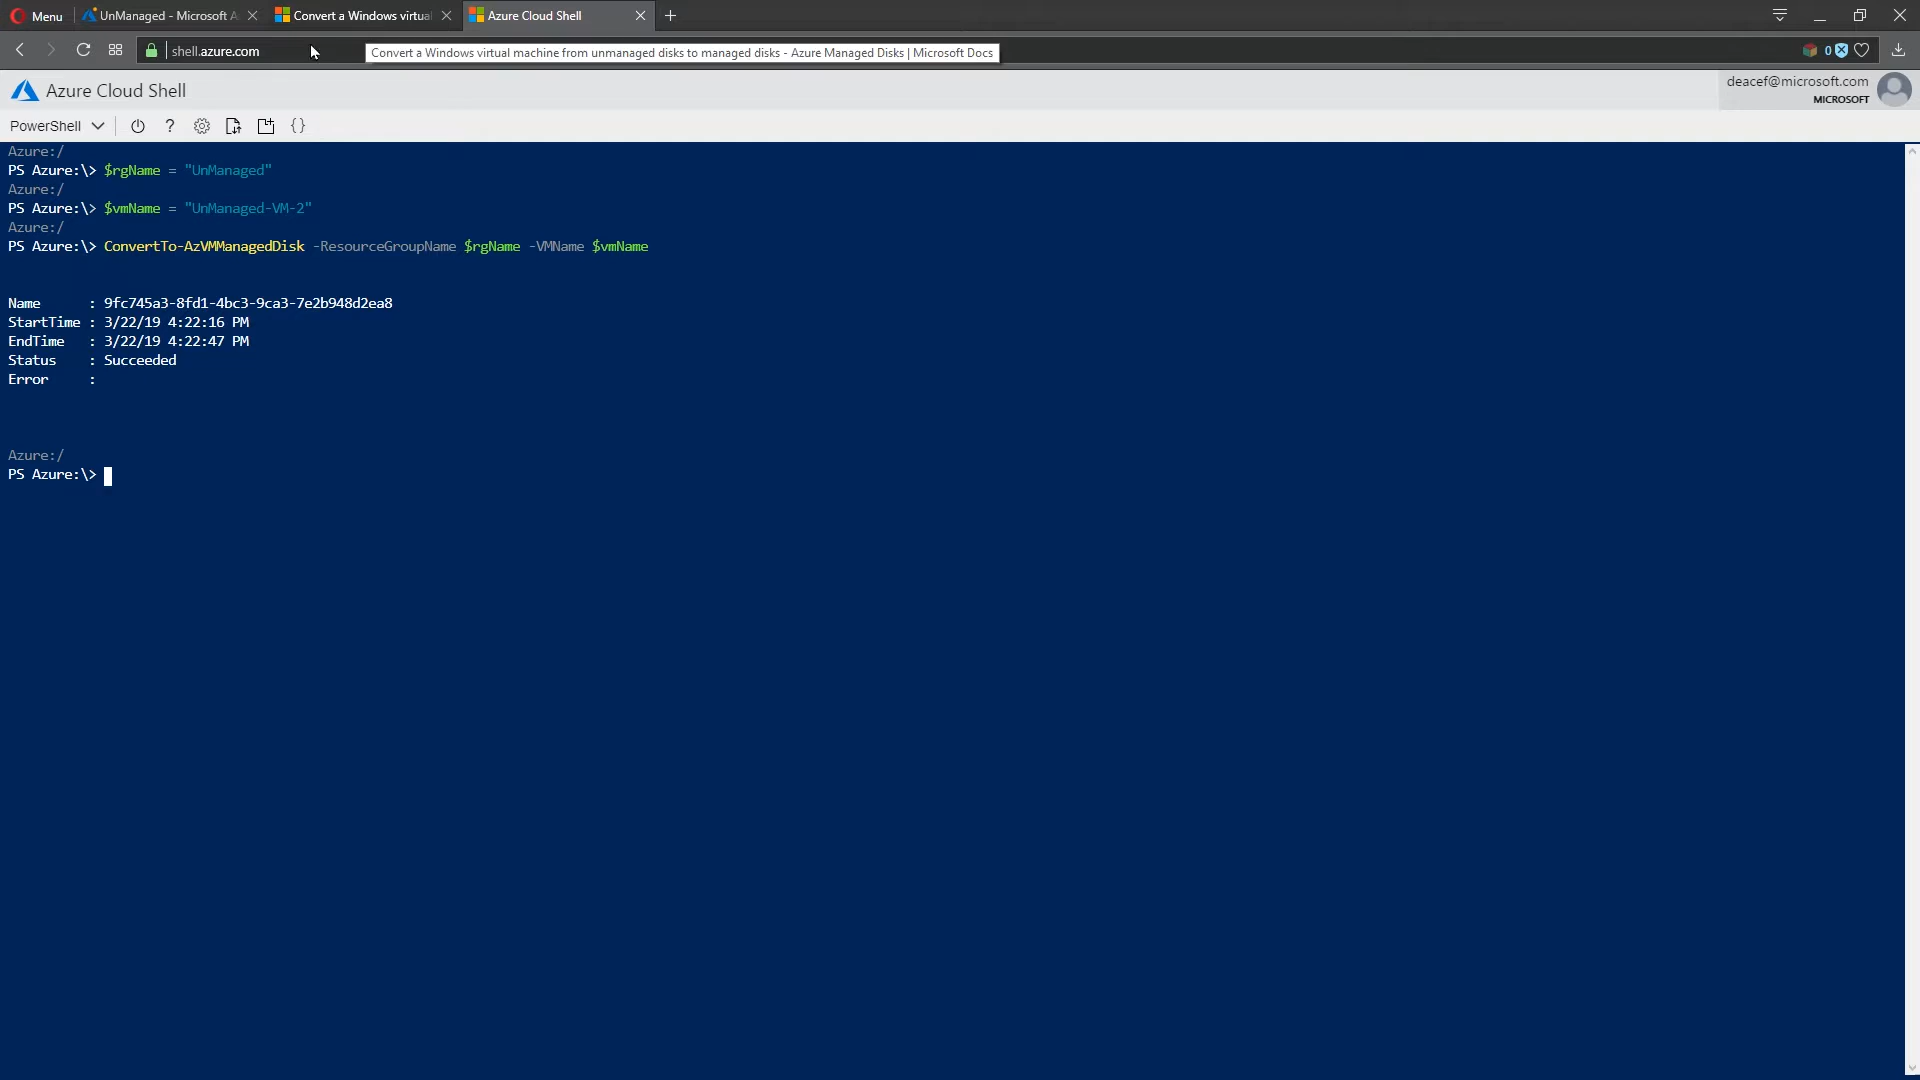 Menu
UnManaged - Microsoft A
Convert a Windows virtual
Azure Cloud Shell
shell.azure.com
Convert a Windows virtual machine from unmanaged disks to managed disks - Azure Managed Disks | Microsoft Docs
0
Azure Cloud Shell
deacef@microsoft.com
MICROSOFT
PowerShell
?
{}
Azure:/
PS Azure:\> $rgName = "UnManaged"
Azure:/
PS Azure:\> $vmName = "UnManaged-VM-2"
Azure:/
PS Azure:\> ConvertTo-AzVMManagedDisk -ResourceGroupName $rgName -VMName $vmName
Name : 9fc745a3-8fd1-4bc3-9ca3-7e2b948d2ea8
StartTime : 3/22/19 4:22:16 PM
EndTime : 3/22/19 4:22:47 PM
Status : Succeeded
Error :
Azure:/
PS Azure:\>